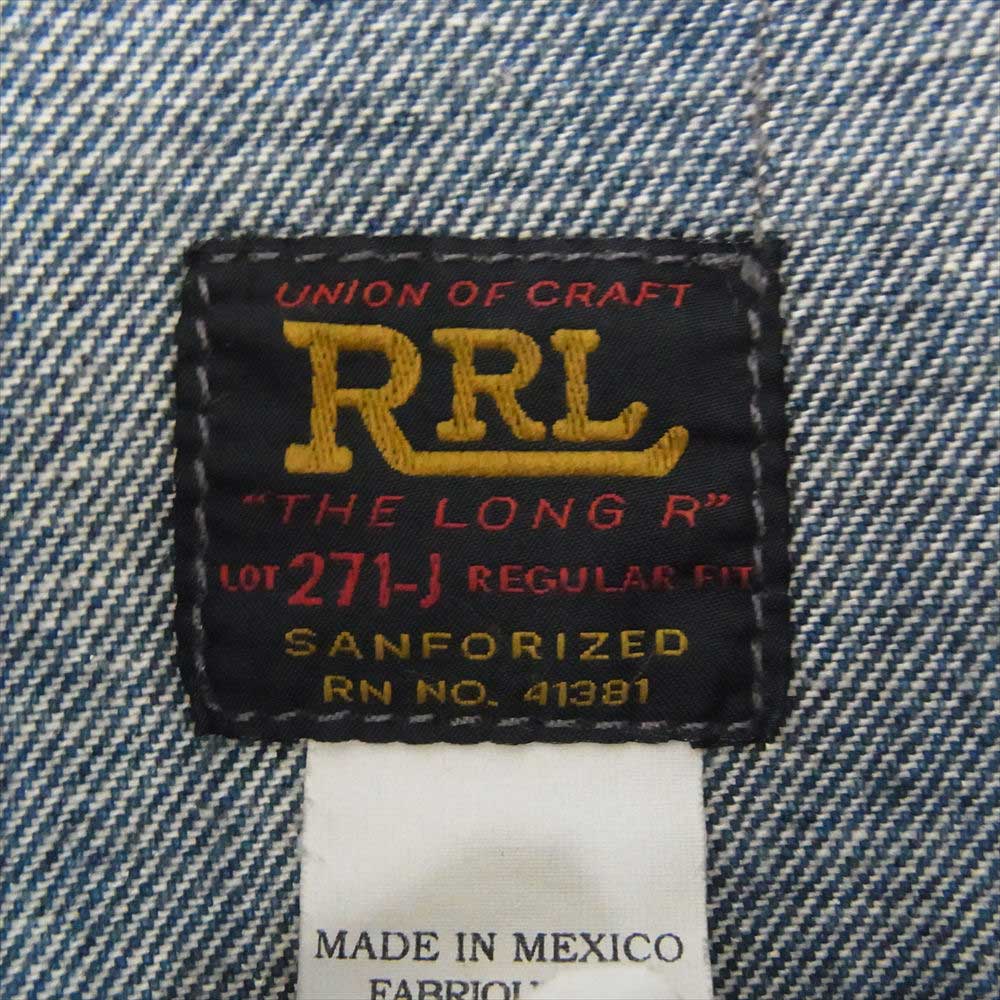 UNION OF CRAFT
RRL
"THE LONG R"
LOT 271-J REGULAR FIT
SANFORIZED
RN NO. 41381
MADE IN MEXICO